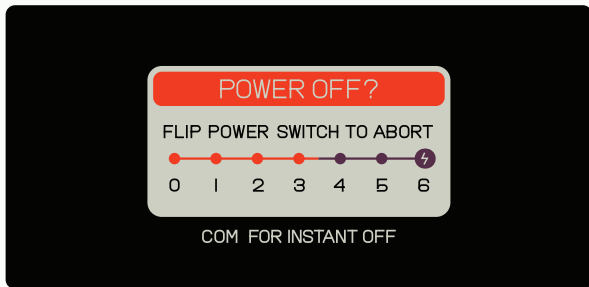 POWER OFF?
FLIP POWER SWITCH TO ABORT
0 1 2 3 4 5 6
COM FOR INSTANT OFF